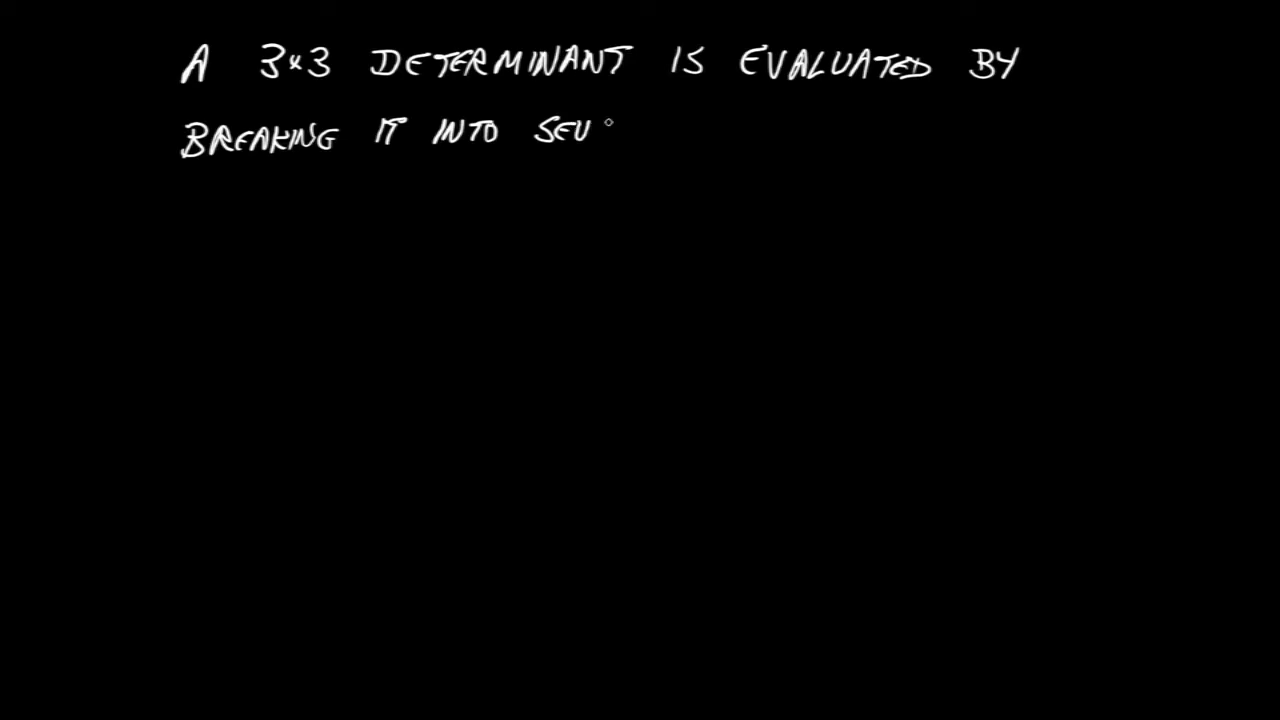 A 3×3 DETERMINANT IS EVALUATED BY
BREAKING IT INTO SEV